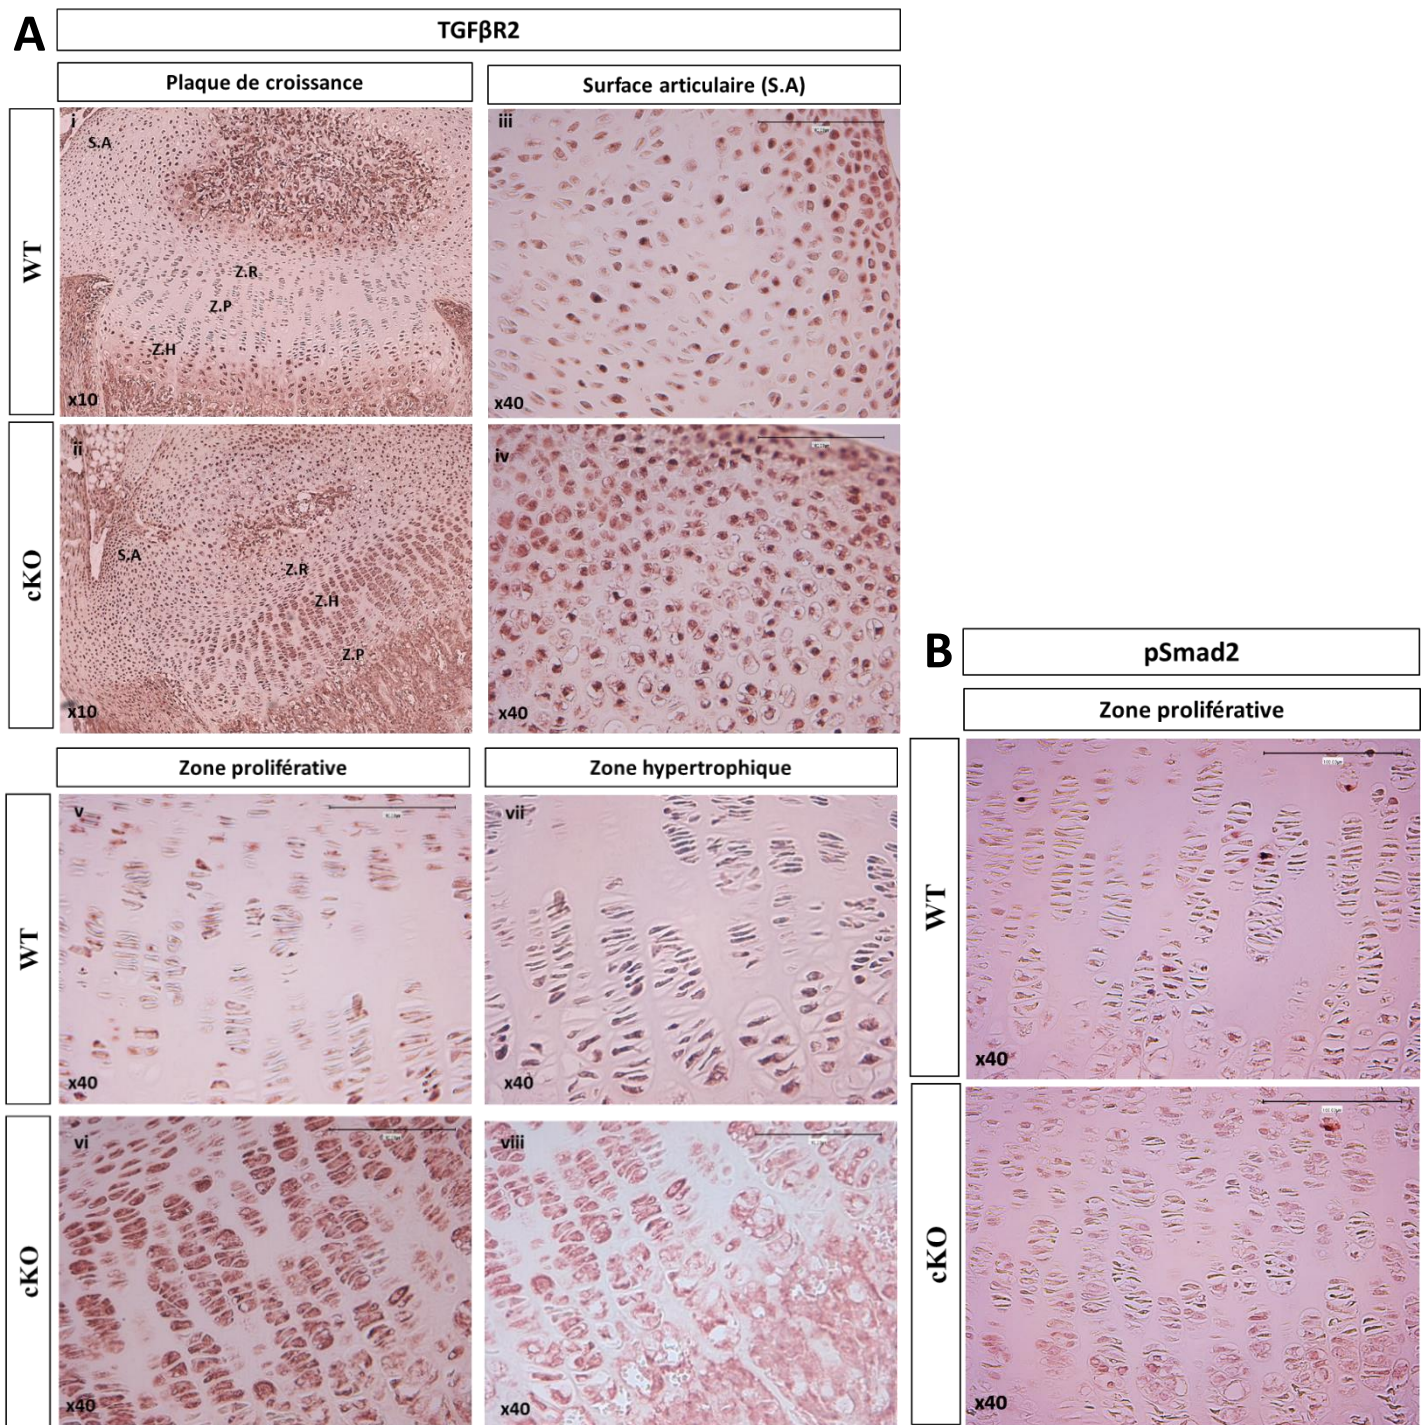 A
TGFβR2
Plaque de croissance
Surface articulaire (S.A)
WT
i
S.A
Z.R
Z.P
Z.H
x10
iii
x40
cKO
ii
S.A
Z.R
Z.H
Z.P
x10
iv
x40
Zone proliférative
Zone hypertrophique
WT
v
x40
vii
x40
cKO
vi
x40
viii
x40
B
pSmad2
Zone proliférative
WT
x40
cKO
x40